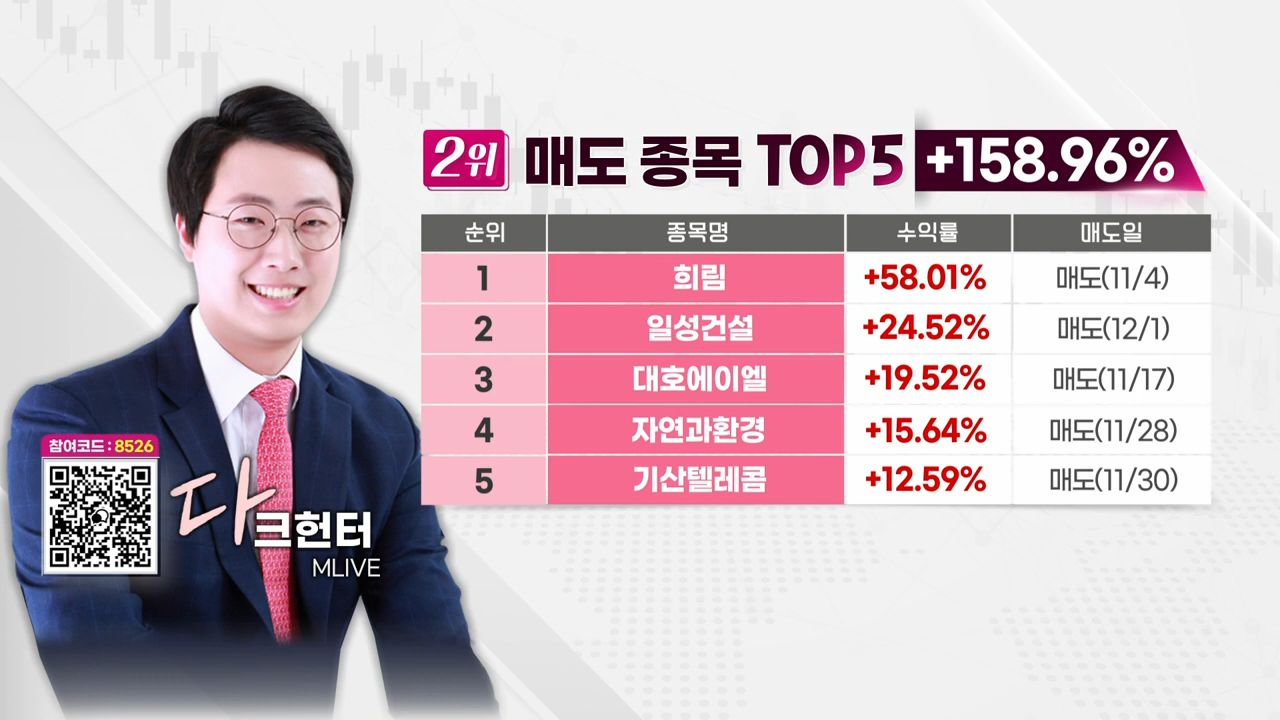 2위 매도 종목 TOP5 +158.96%
순위 종목명 수익률 매도일
1 희림 +58.01% 매도(11/4)
2 일성건설 +24.52% 매도(12/1)
3 대호에이엘 +19.52% 매도(11/17)
4 자연과환경 +15.64% 매도(11/28)
5 기산텔레콤 +12.59% 매도(11/30)
참여코드 : 8526
다크헌터
MLIVE